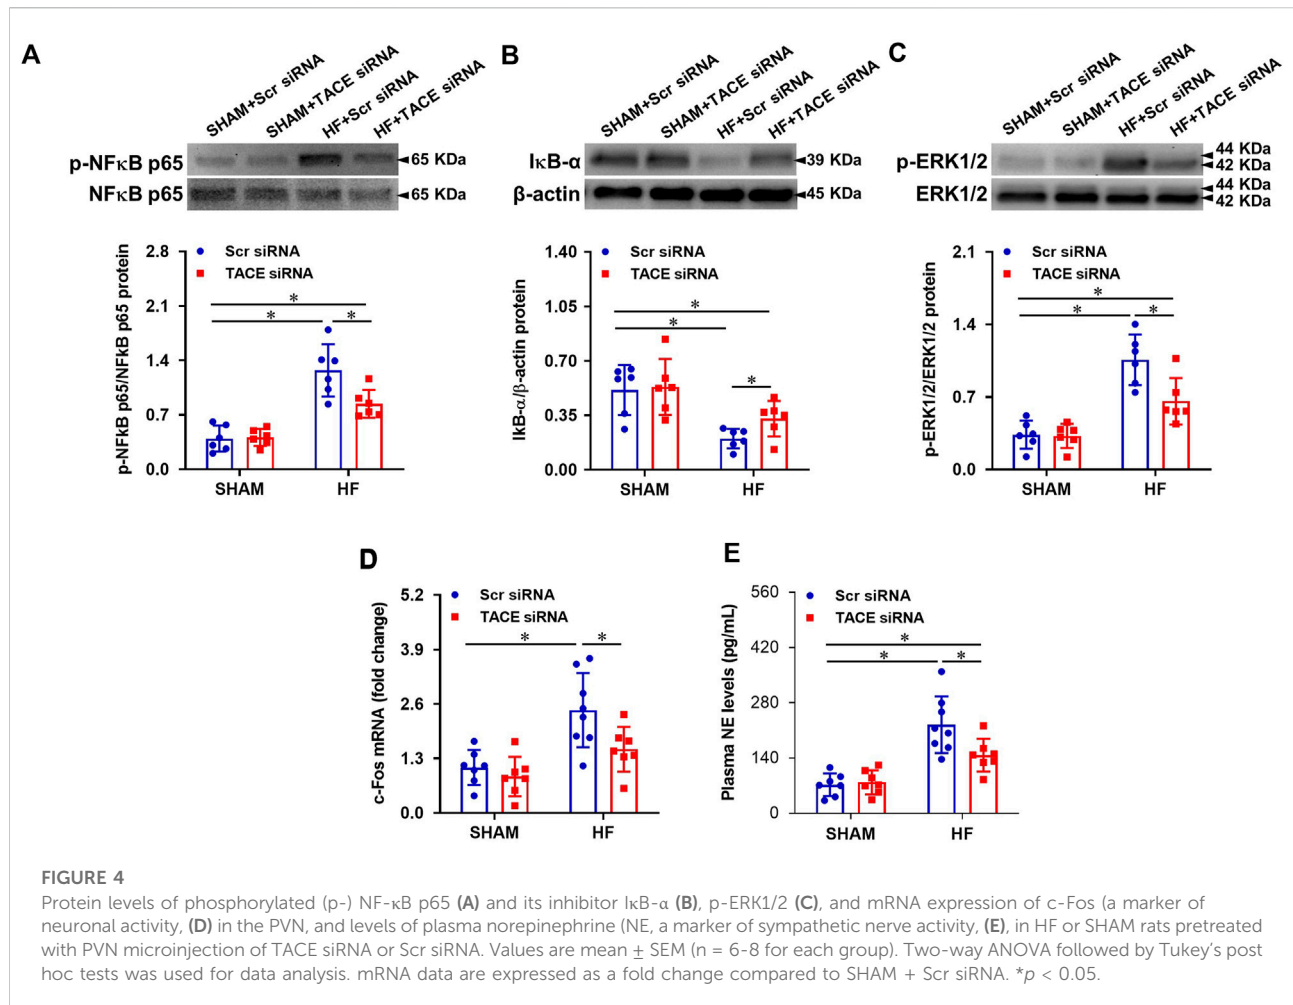 A
SHAM+Scr siRNA
SHAM+TACE siRNA
HF+Scr siRNA
HF+TACE siRNA
p-NFκB p65
65 KDa
NFκB p65
65 KDa
p-NFkB p65/NFkB p65 protein
2.8
2.1
1.4
0.7
0.0
Scr siRNA
TACE siRNA
*
*
*
SHAM
HF
B
SHAM+Scr siRNA
SHAM+TACE siRNA
HF+Scr siRNA
HF+TACE siRNA
IκB-α
39 KDa
β-actin
45 KDa
IkB-α/β-actin protein
1.40
1.05
0.70
0.35
0.00
Scr siRNA
TACE siRNA
*
*
*
SHAM
HF
C
SHAM+Scr siRNA
SHAM+TACE siRNA
HF+Scr siRNA
HF+TACE siRNA
p-ERK1/2
44 KDa
42 KDa
ERK1/2
44 KDa
42 KDa
p-ERK1/2/ERK1/2 protein
2.1
1.4
0.7
0.0
Scr siRNA
TACE siRNA
*
*
*
SHAM
HF
D
c-Fos mRNA (fold change)
5.2
3.9
2.6
1.3
0.0
Scr siRNA
TACE siRNA
*
*
SHAM
HF
E
Plasma NE levels (pg/mL)
560
420
280
140
0
Scr siRNA
TACE siRNA
*
*
*
SHAM
HF
FIGURE 4
Protein levels of phosphorylated (p-) NF-κB p65 (A) and its inhibitor IκB-α (B), p-ERK1/2 (C), and mRNA expression of c-Fos (a marker of
neuronal activity, (D) in the PVN, and levels of plasma norepinephrine (NE, a marker of sympathetic nerve activity, (E), in HF or SHAM rats pretreated
with PVN microinjection of TACE siRNA or Scr siRNA. Values are mean ± SEM (n = 6-8 for each group). Two-way ANOVA followed by Tukey's post
hoc tests was used for data analysis. mRNA data are expressed as a fold change compared to SHAM + Scr siRNA. *p < 0.05.